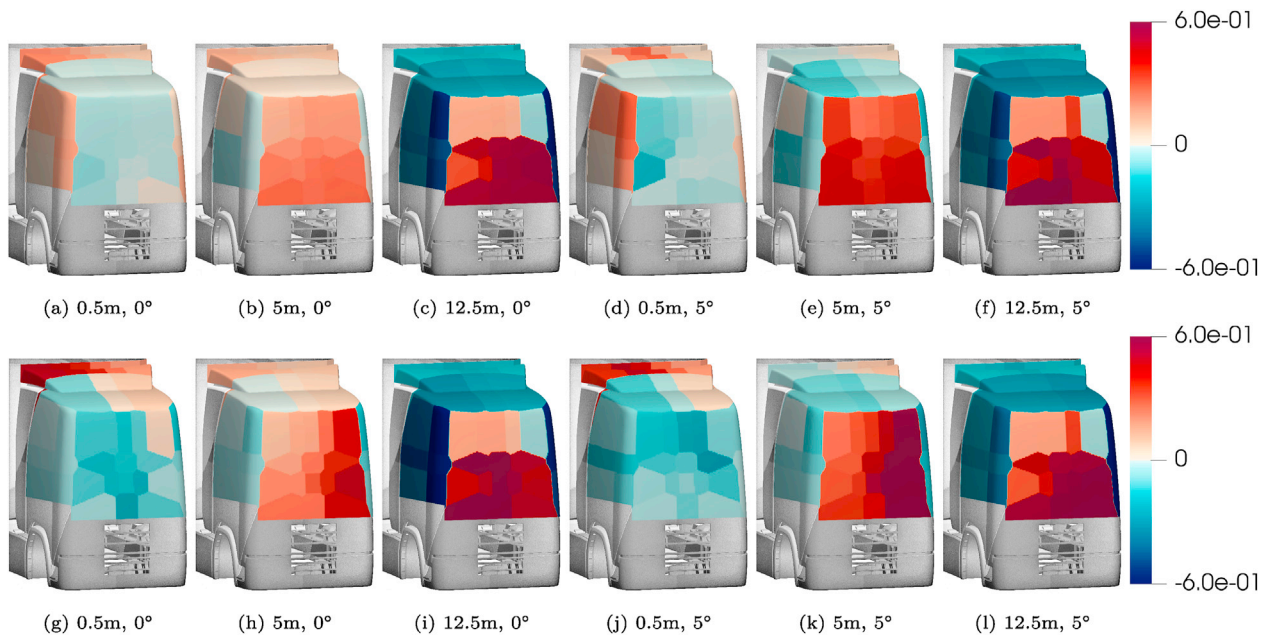 6.0e-01
0
-6.0e-01
(a) 0.5m, 0°
(b) 5m, 0°
(c) 12.5m, 0°
(d) 0.5m, 5°
(e) 5m, 5°
(f) 12.5m, 5°
6.0e-01
0
-6.0e-01
(g) 0.5m, 0°
(h) 5m, 0°
(i) 12.5m, 0°
(j) 0.5m, 5°
(k) 5m, 5°
(l) 12.5m, 5°